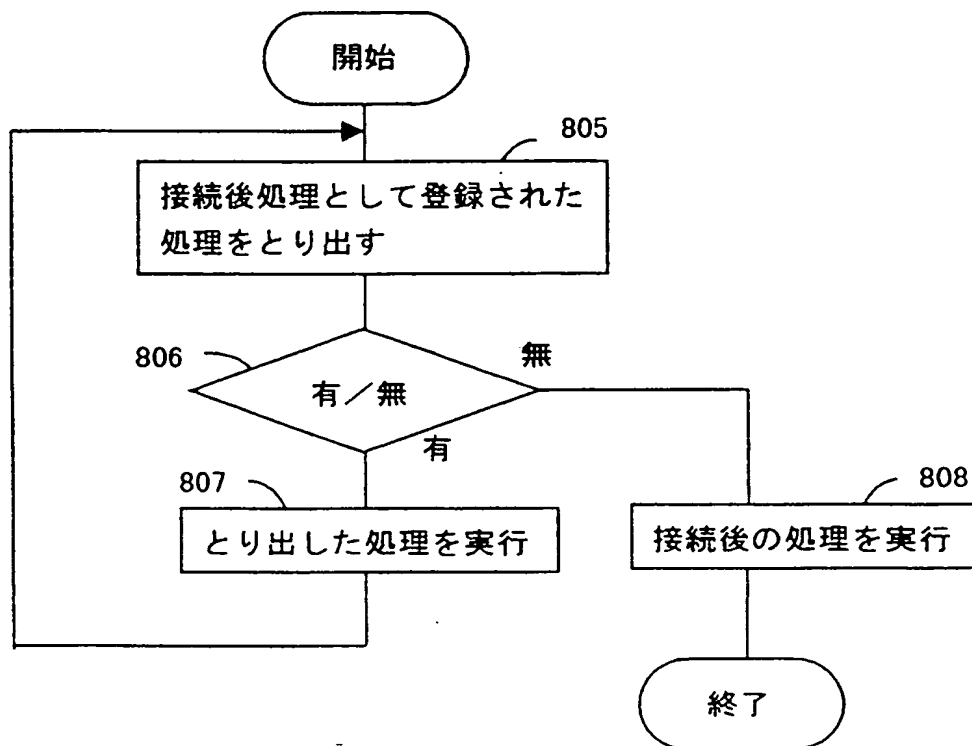 開始
805
接続後処理として登録された
処理をとり出す
806
無
有／無
有
807
とり出した処理を実行
808
接続後の処理を実行
終了